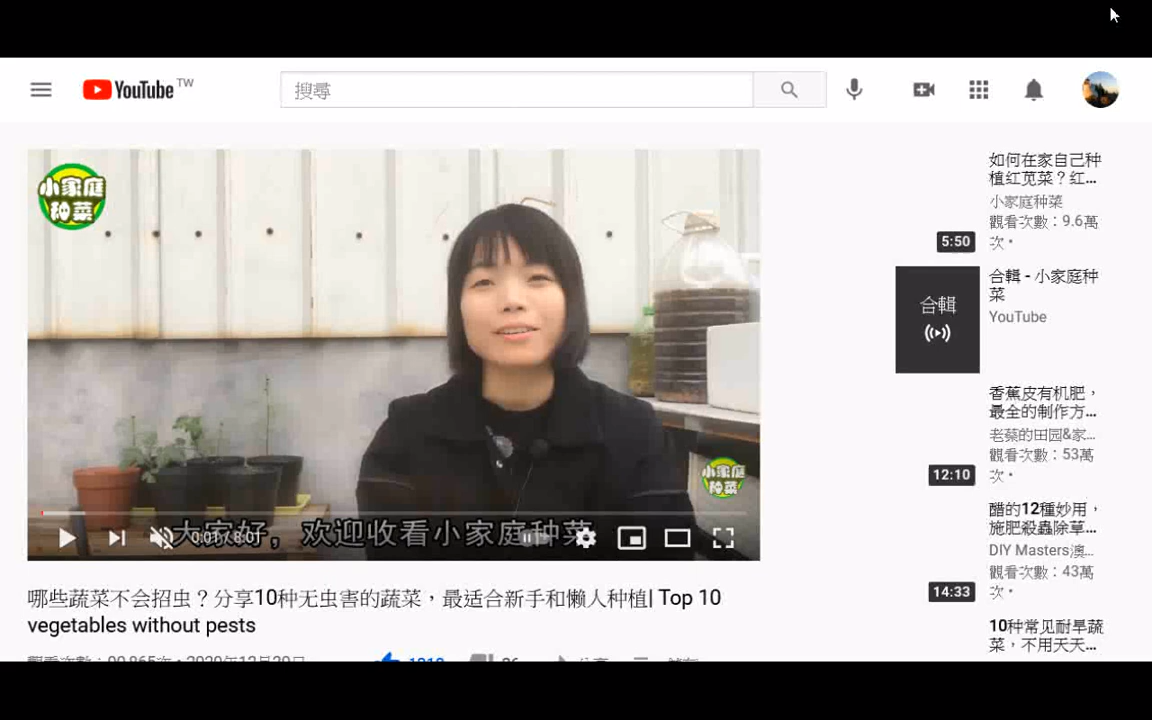 YouTube TW
搜尋
小家庭
种菜
小家庭
种菜
大家好，欢迎收看小家庭种菜
0:01 / 8:01
哪些蔬菜不会招虫？分享10种无虫害的蔬菜，最适合新手和懒人种植| Top 10
vegetables without pests
如何在家自己种
植红苋菜？红...
小家庭种菜
觀看次數：9.6萬
次・
5:50
合輯
合輯 - 小家庭种
菜
YouTube
香蕉皮有机肥，
最全的制作方...
老蔡的田园&家...
觀看次數：53萬
次・
12:10
醋的12種妙用，
施肥殺蟲除草...
DIY Masters澳...
觀看次數：43萬
次・
14:33
10种常见耐旱蔬
菜，不用天天...